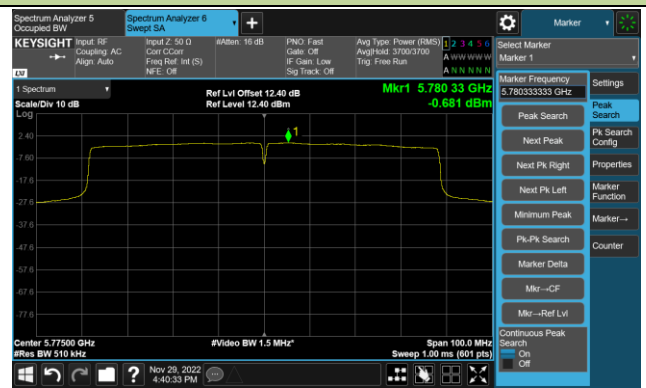 Spectrum Analyzer 5
Occupied BW
Spectrum Analyzer 6
Swept SA
+
Marker
KEYSIGHT
LXI
Input: RF
Coupling: AC
Align: Auto
Input Z: 50 Ω
Corr CCorr
Freq Ref: Int (S)
NFE: Off
#Atten: 16 dB
PNO: Fast
Gate: Off
IF Gain: Low
Sig Track: Off
Avg Type: Power (RMS)
Avg|Hold: 3700/3700
Trig: Free Run
1 2 3 4 5 6
A W W W W W
A N N N N N
Select Marker
Marker 1
1 Spectrum
Scale/Div 10 dB
Log
Ref Lvl Offset 12.40 dB
Ref Level 12.40 dBm
Mkr1 5.780 33 GHz
-0.681 dBm
1
2.40
-7.60
-17.6
-27.6
-37.6
-47.6
-57.6
-67.6
-77.6
Center 5.77500 GHz
#Res BW 510 kHz
#Video BW 1.5 MHz*
Span 100.0 MHz
Sweep 1.00 ms (601 pts)
Marker Frequency
5.780333333 GHz
Peak Search
Next Peak
Next Pk Right
Next Pk Left
Minimum Peak
Pk-Pk Search
Marker Delta
Mkr→CF
Mkr→Ref Lvl
Continuous Peak
Search
On
Off
Settings
Peak
Search
Pk Search
Config
Properties
Marker
Function
Marker→
Counter
?
Nov 29, 2022
4:40:33 PM